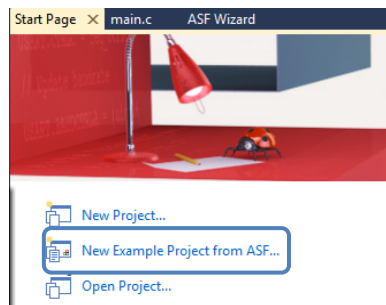 Start Page × main.c ASF Wizard
New Project...
New Example Project from ASF...
Open Project...